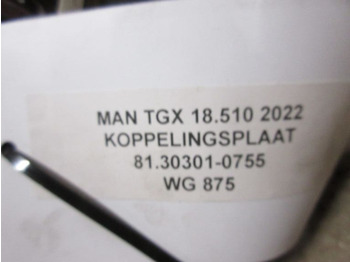 MAN TGX 18.510 2022
KOPPELINGSPLAAT
81.30301-0755
WG 875